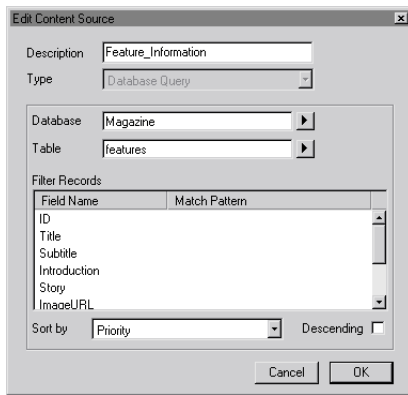 Edit Content Source
Description Feature_Information
Type Database Query
Database Magazine
Table features
Filter Records
Field Name Match Pattern
ID
Title
Subtitle
Introduction
Story
ImageURL
Sort by Priority Descending
Cancel OK